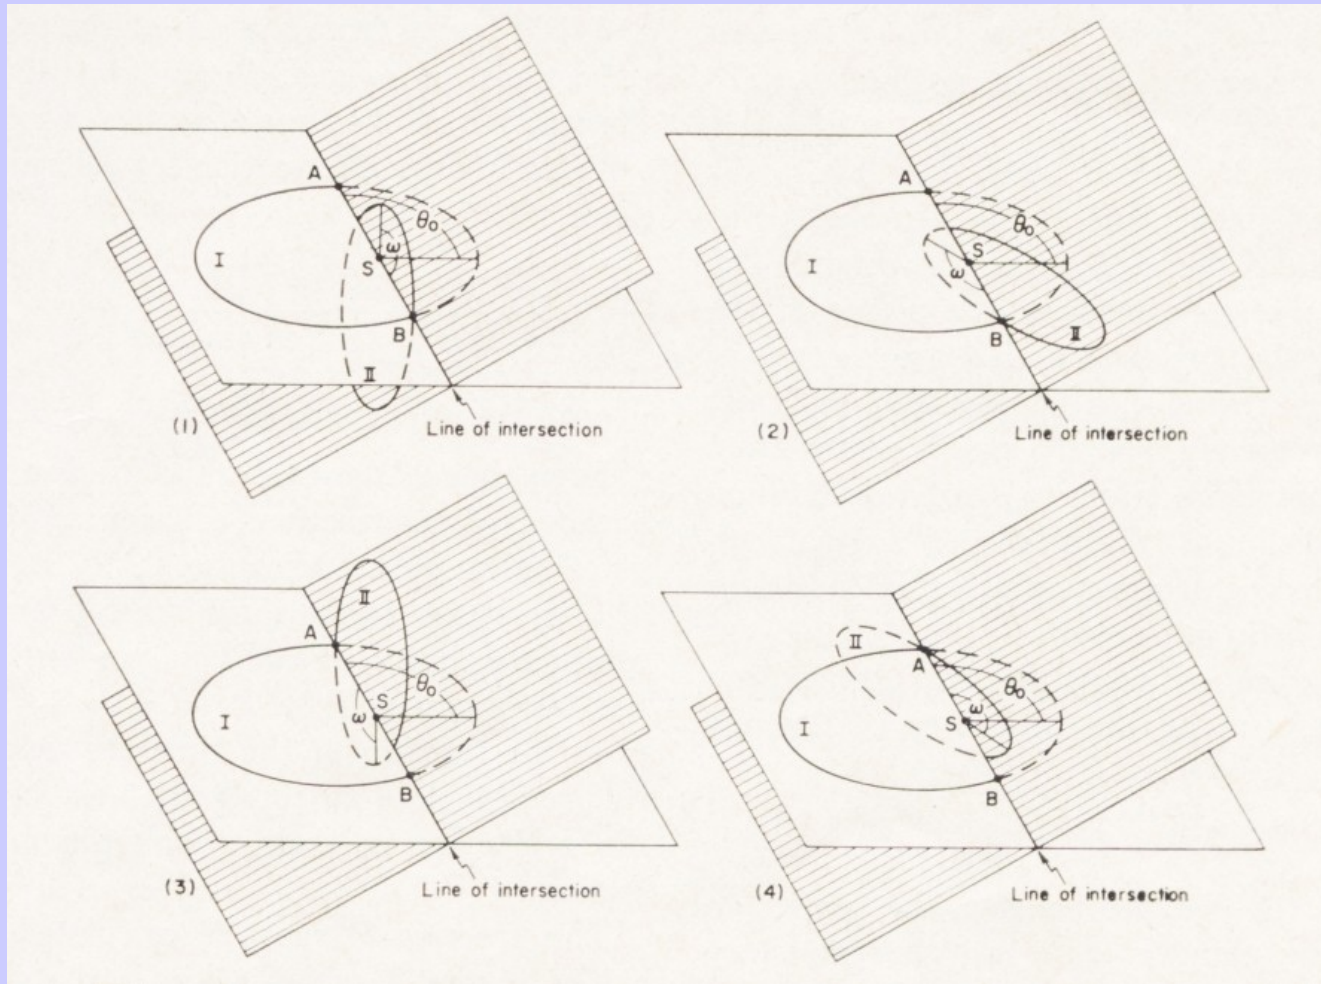 A
θ₀
ω
I
S
B
II
(1)
Line of intersection
A
θ₀
S
I
ω
B
II
(2)
Line of intersection
II
A
θ₀
S
I
ω
B
(3)
Line of intersection
II
A
θ₀
ω
S
I
B
(4)
Line of intersection